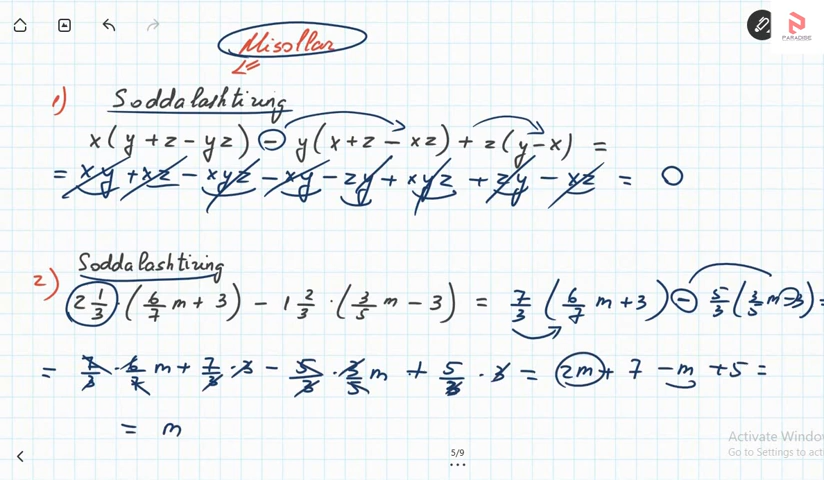 PARADISE
Misollar
1) Soddalashtiring
x(y+z-yz) - y(x+z-xz) + z(y-x) =
= xy + xz - xyz - xy - zy + xyz + zy - xz = 0
2) Soddalashtiring
2 1/3 · (6/7 m + 3) - 1 2/3 · (3/5 m - 3) = 7/3 (6/7 m + 3) - 5/3 (3/5 m - 3) =
= 7/3 · 6/7 m + 7/3 · 3 - 5/3 · 3/5 m + 5/3 · 3 = 2m + 7 - m + 5 =
= m
5/9
Activate Window
Go to Settings to acti